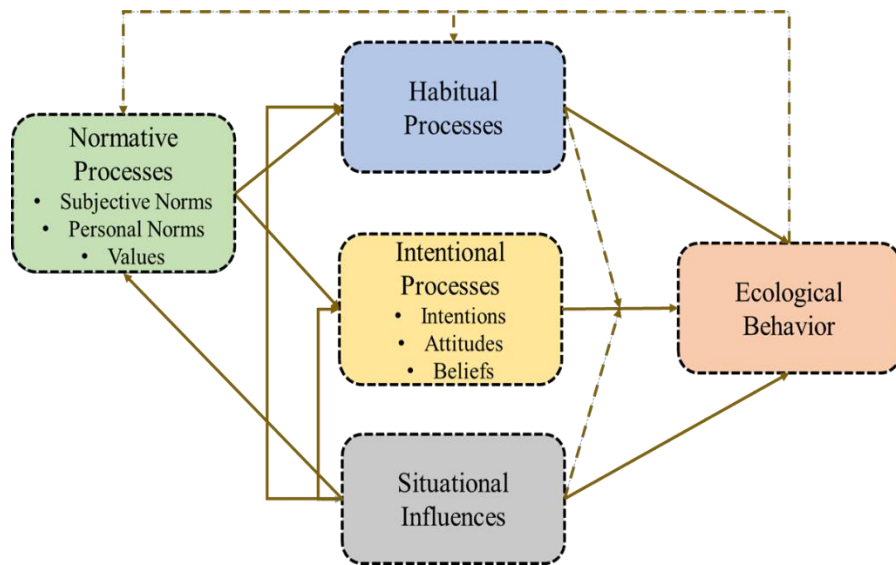 Habitual
Processes
Normative
Processes
• Subjective Norms
• Personal Norms
• Values
Intentional
Processes
• Intentions
• Attitudes
• Beliefs
Ecological
Behavior
Situational
Influences